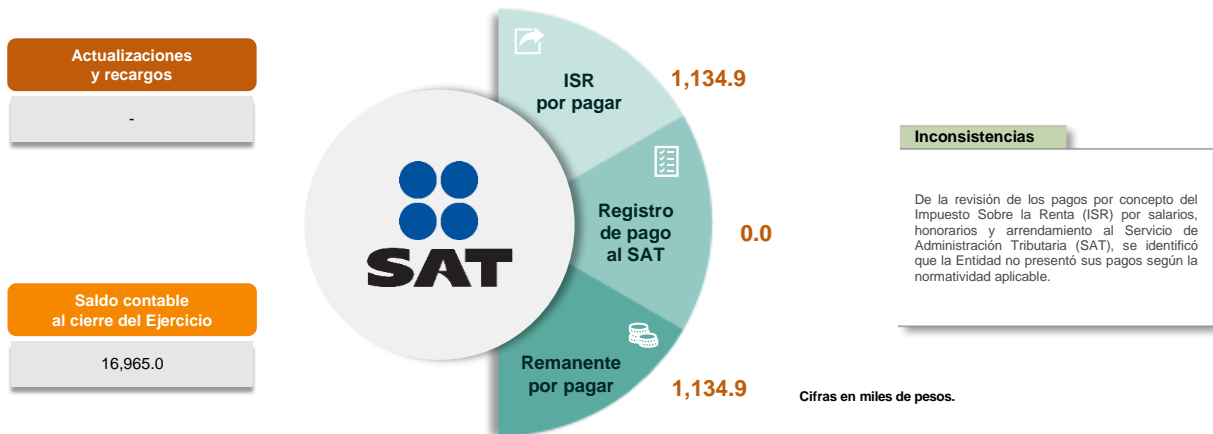 Actualizaciones
y recargos
-
Saldo contable
al cierre del Ejercicio
16,965.0
SAT
ISR
por pagar
1,134.9
Registro
de pago
al SAT
0.0
Remanente
por pagar
1,134.9
Cifras en miles de pesos.
Inconsistencias
De la revisión de los pagos por concepto del
Impuesto Sobre la Renta (ISR) por salarios,
honorarios y arrendamiento al Servicio de
Administración Tributaria (SAT), se identificó
que la Entidad no presentó sus pagos según la
normatividad aplicable.